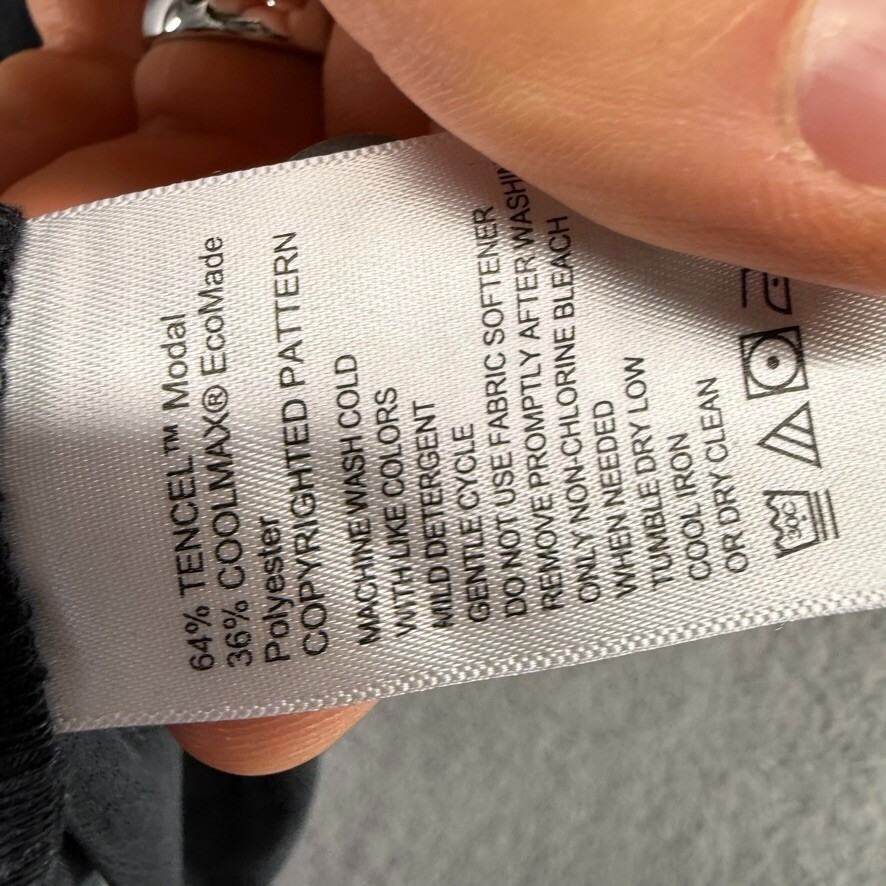 64% TENCEL™ Modal
36% COOLMAX® EcoMade
Polyester
COPYRIGHTED PATTERN
MACHINE WASH COLD
WITH LIKE COLORS
MILD DETERGENT
GENTLE CYCLE
DO NOT USE FABRIC SOFTENER
REMOVE PROMPTLY AFTER WASHIN
ONLY NON-CHLORINE BLEACH
WHEN NEEDED
TUMBLE DRY LOW
COOL IRON
OR DRY CLEAN
30C